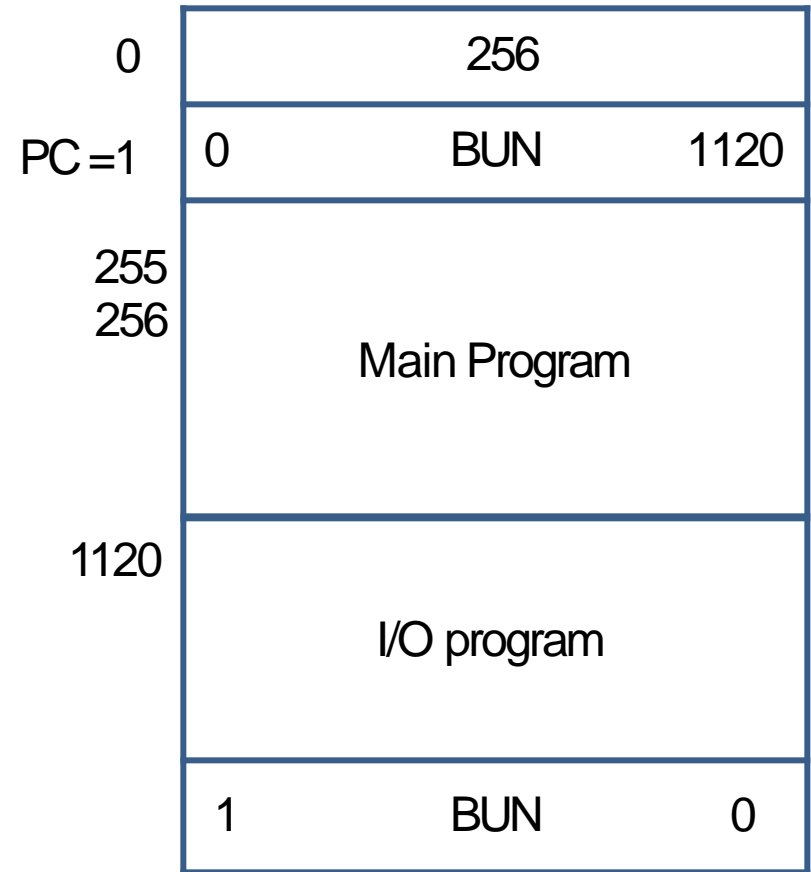 0 256
PC =1 0 BUN 1120
255
256
Main Program
1120
I/O program
1 BUN 0